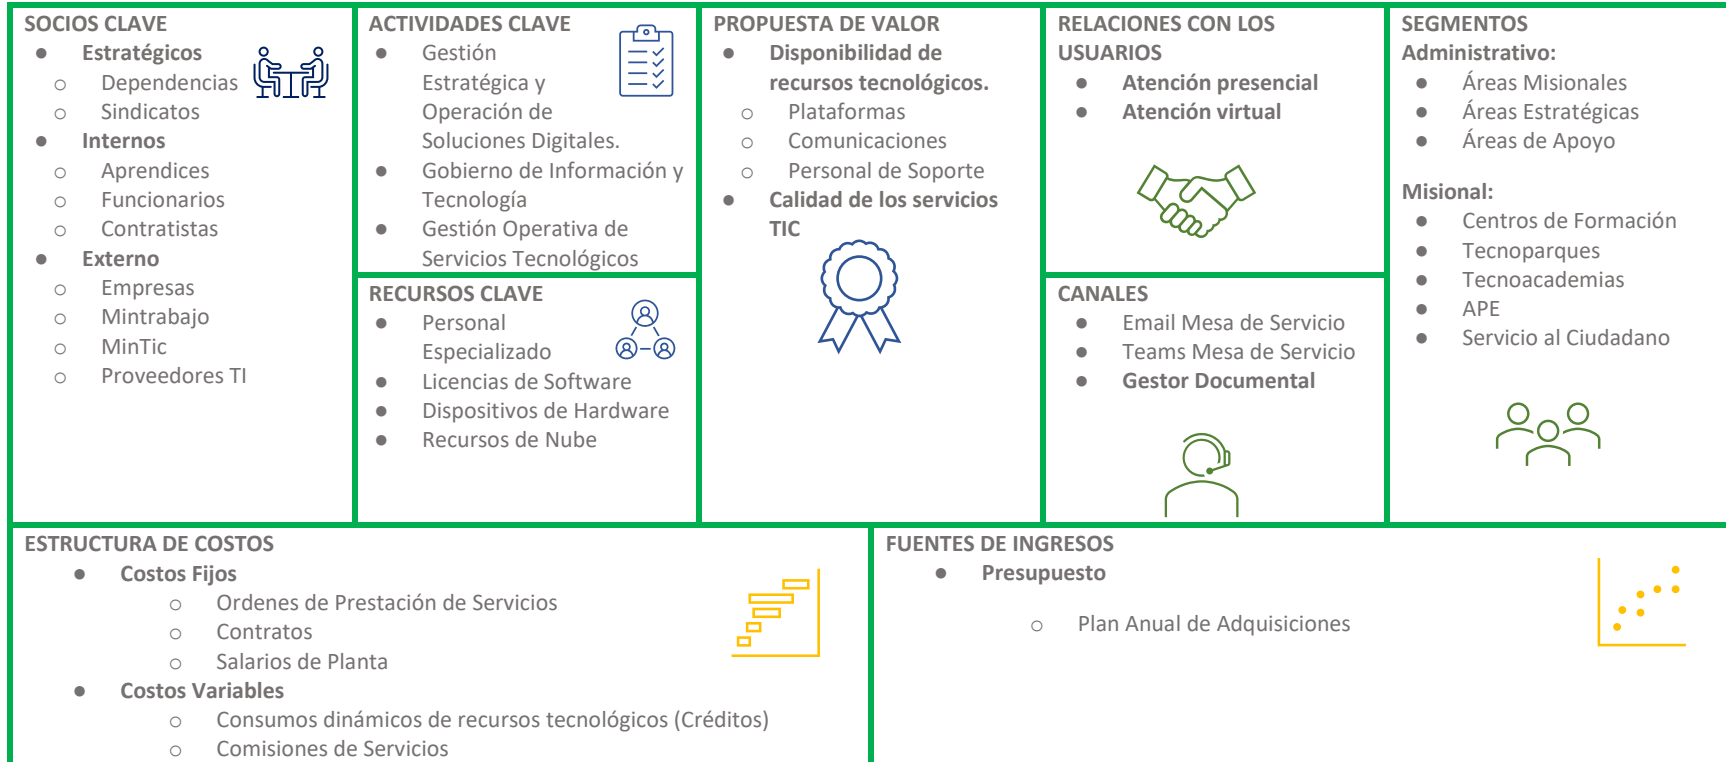 SOCIOS CLAVE
● Estratégicos
○ Dependencias
○ Sindicatos
● Internos
○ Aprendices
○ Funcionarios
○ Contratistas
● Externo
○ Empresas
○ Mintrabajo
○ MinTic
○ Proveedores TI
ACTIVIDADES CLAVE
● Gestión
Estratégica y
Operación de
Soluciones Digitales.
● Gobierno de Información y
Tecnología
● Gestión Operativa de
Servicios Tecnológicos
RECURSOS CLAVE
● Personal
Especializado
● Licencias de Software
● Dispositivos de Hardware
● Recursos de Nube
PROPUESTA DE VALOR
● Disponibilidad de
recursos tecnológicos.
○ Plataformas
○ Comunicaciones
○ Personal de Soporte
● Calidad de los servicios
TIC
RELACIONES CON LOS
USUARIOS
● Atención presencial
● Atención virtual
CANALES
● Email Mesa de Servicio
● Teams Mesa de Servicio
● Gestor Documental
SEGMENTOS
Administrativo:
● Áreas Misionales
● Áreas Estratégicas
● Áreas de Apoyo
Misional:
● Centros de Formación
● Tecnoparques
● Tecnoacademias
● APE
● Servicio al Ciudadano
ESTRUCTURA DE COSTOS
● Costos Fijos
○ Ordenes de Prestación de Servicios
○ Contratos
○ Salarios de Planta
● Costos Variables
○ Consumos dinámicos de recursos tecnológicos (Créditos)
○ Comisiones de Servicios
FUENTES DE INGRESOS
● Presupuesto
○ Plan Anual de Adquisiciones